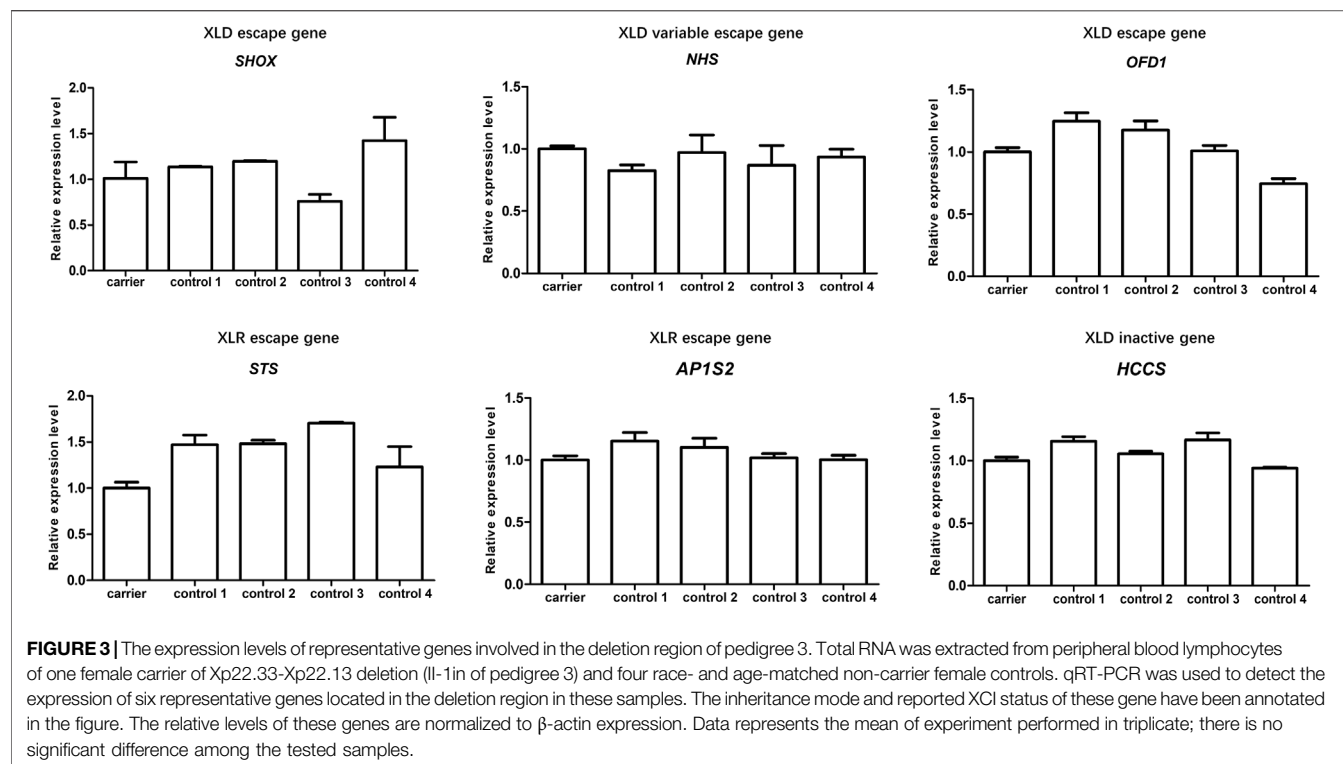 XLD escape gene
SHOX
Relative expression level
2.0
1.5
1.0
0.5
0.0
carrier control 1 control 2 control 3 control 4
XLD variable escape gene
NHS
Relative expression level
1.5
1.0
0.5
0.0
carrier control 1 control 2 control 3 control 4
XLD escape gene
OFD1
Relative expression level
1.5
1.0
0.5
0.0
carrier control 1 control 2 control 3 control 4
XLR escape gene
STS
Relative expression level
2.0
1.5
1.0
0.5
0.0
carrier control 1 control 2 control 3 control 4
XLR escape gene
AP1S2
Relative expression level
1.5
1.0
0.5
0.0
carrier control 1 control 2 control 3 control 4
XLD inactive gene
HCCS
Relative expression level
1.5
1.0
0.5
0.0
carrier control 1 control 2 control 3 control 4
FIGURE 3 | The expression levels of representative genes involved in the deletion region of pedigree 3. Total RNA was extracted from peripheral blood lymphocytes
of one female carrier of Xp22.33-Xp22.13 deletion (II-1in of pedigree 3) and four race- and age-matched non-carrier female controls. qRT-PCR was used to detect the
expression of six representative genes located in the deletion region in these samples. The inheritance mode and reported XCI status of these gene have been annotated
in the figure. The relative levels of these genes are normalized to β-actin expression. Data represents the mean of experiment performed in triplicate; there is no
significant difference among the tested samples.